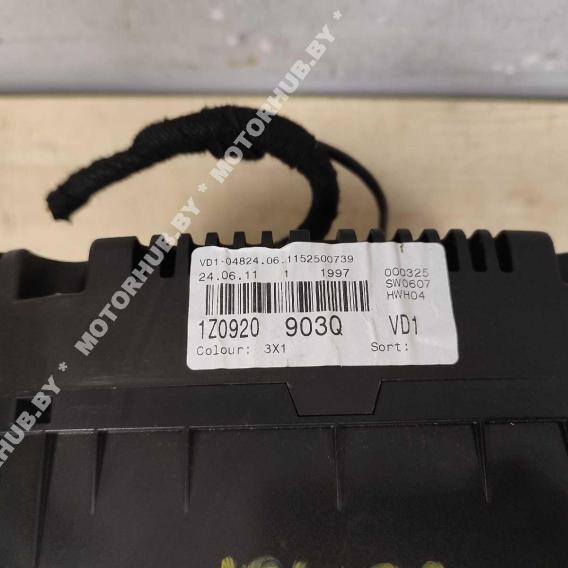 VD1-04824.06.1152500739
24.06.11 1 1997 000325
SW0607
HWH04
1Z0920 903Q VD1
Colour: 3X1 Sort:
MOTORHUB.BY * MOTORHUB.BY * MOTORHUB.BY